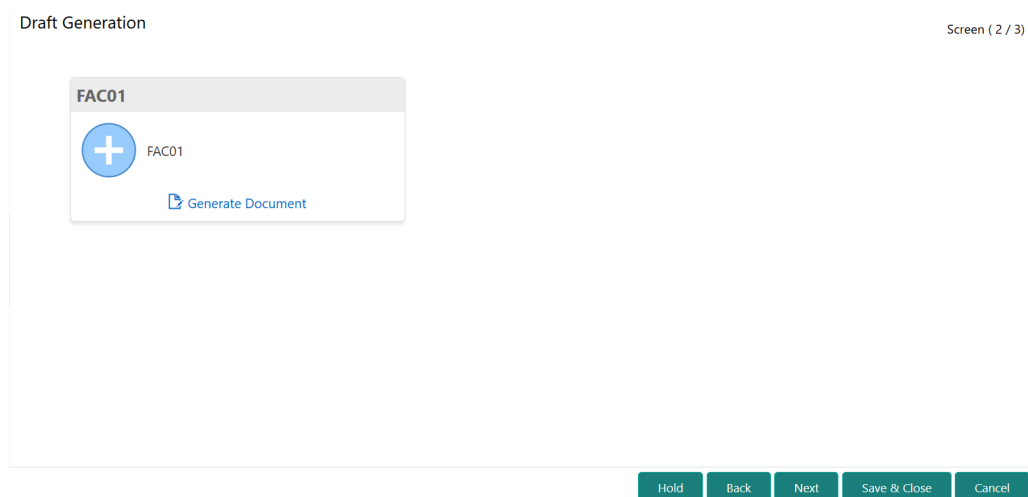 Draft Generation
Screen ( 2 / 3)
FAC01
FAC01
Generate Document
Hold Back Next Save & Close Cancel